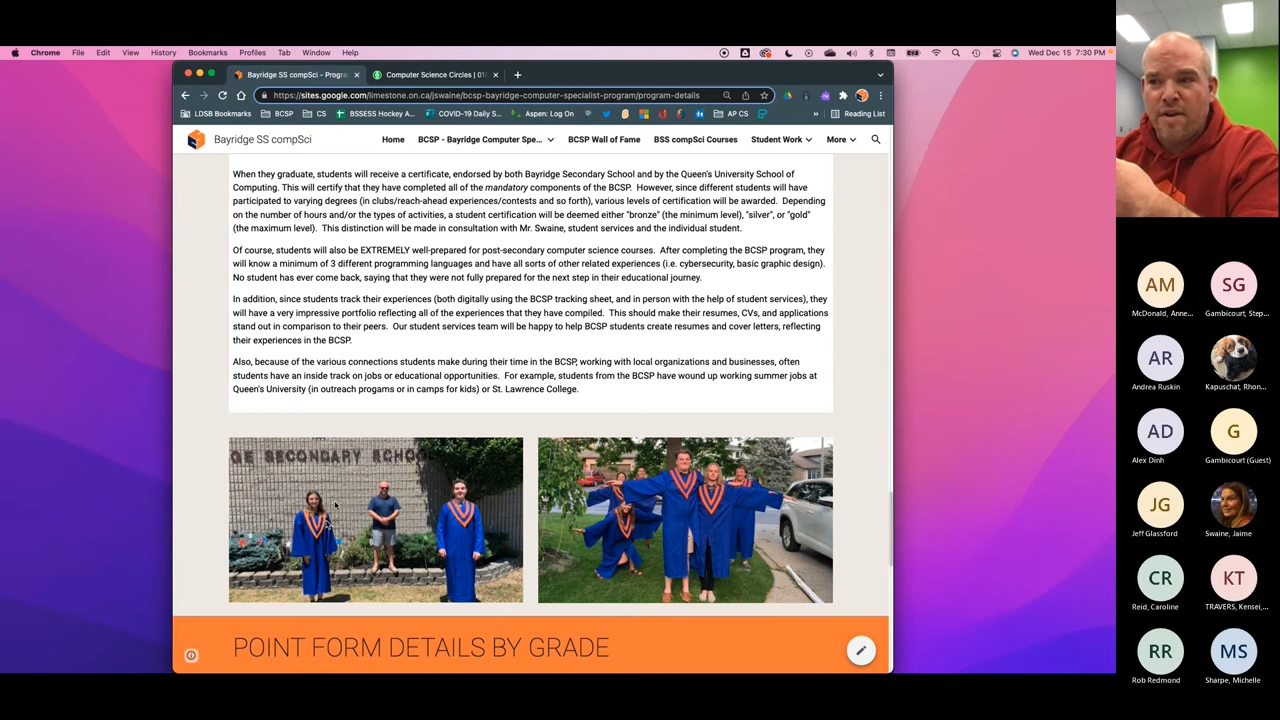 Chrome File Edit View History Bookmarks Profiles Tab Window Help Wed Dec 15 7:30 PM
Bayridge SS compSci - Progra Computer Science Circles | 010
https://sites.google.com/limestone.on.ca/jswaine/bcsp-bayridge-computer-specialist-program/program-details
LDSB Bookmarks BCSP CS BSSESS Hockey A... COVID-19 Daily S... Aspen: Log On AP CS » Reading List
Bayridge SS compSci Home BCSP - Bayridge Computer Spe... BCSP Wall of Fame BSS compSci Courses Student Work More
When they graduate, students will receive a certificate, endorsed by both Bayridge Secondary School and by the Queen's University School of
Computing. This will certify that they have completed all of the mandatory components of the BCSP. However, since different students will have
participated to varying degrees (in clubs/reach-ahead experiences/contests and so forth), various levels of certification will be awarded. Depending
on the number of hours and/or the types of activities, a student certification will be deemed either "bronze" (the minimum level), "silver", or "gold"
(the maximum level). This distinction will be made in consultation with Mr. Swaine, student services and the individual student.
Of course, students will also be EXTREMELY well-prepared for post-secondary computer science courses. After completing the BCSP program, they
will know a minimum of 3 different programming languages and have all sorts of other related experiences (i.e. cybersecurity, basic graphic design).
No student has ever come back, saying that they were not fully prepared for the next step in their educational journey.
In addition, since students track their experiences (both digitally using the BCSP tracking sheet, and in person with the help of student services), they
will have a very impressive portfolio reflecting all of the experiences that they have compiled. This should make their resumes, CVs, and applications
stand out in comparison to their peers. Our student services team will be happy to help BCSP students create resumes and cover letters, reflecting
their experiences in the BCSP.
Also, because of the various connections students make during their time in the BCSP, working with local organizations and businesses, often
students have an inside track on jobs or educational opportunities. For example, students from the BCSP have wound up working summer jobs at
Queen's University (in outreach progams or in camps for kids) or St. Lawrence College.
GE SECONDARY SCHOO
POINT FORM DETAILS BY GRADE
AM SG
McDonald, Anne... Gambicourt, Step...
AR
Andrea Ruskin Kapuschat, Rhon...
AD G
Alex Dinh Gambicourt (Guest)
JG
Jeff Glassford Swaine, Jaime
CR KT
Reid, Caroline TRAVERS, Kensei,...
RR MS
Rob Redmond Sharpe, Michelle